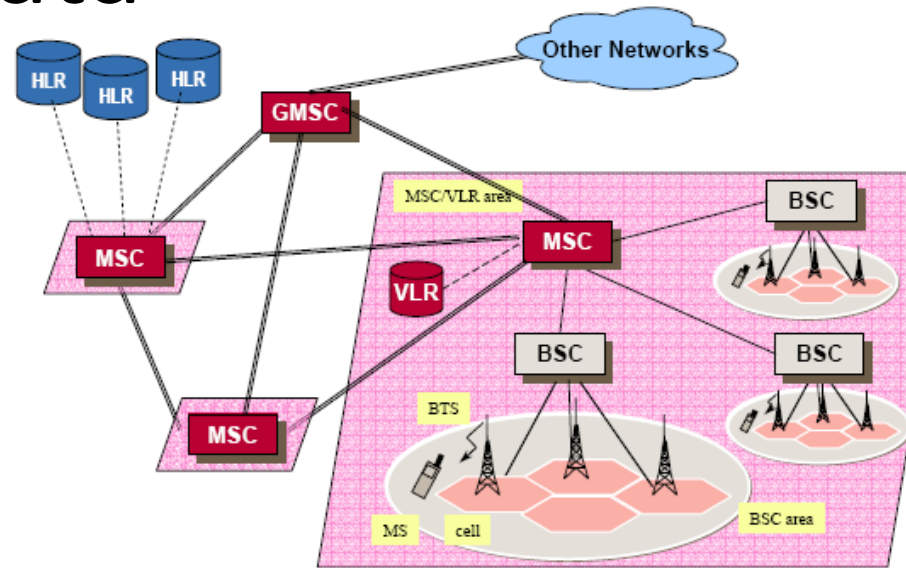 Other Networks
HLR
HLR
HLR
GMSC
MSC/VLR area
BSC
MSC
MSC
VLR
BSC
BSC
BTS
MSC
MS
cell
BSC area